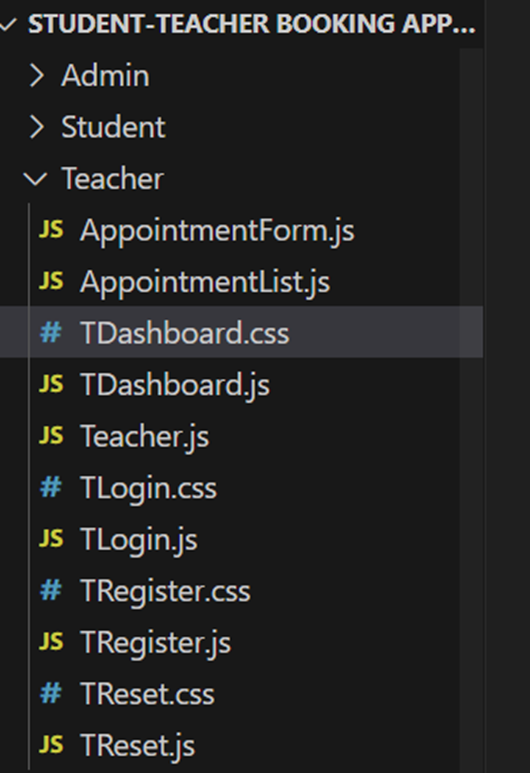 STUDENT-TEACHER BOOKING APP...
Admin
Student
Teacher
JS AppointmentForm.js
JS AppointmentList.js
# TDashboard.css
JS TDashboard.js
JS Teacher.js
# TLogin.css
JS TLogin.js
# TRegister.css
JS TRegister.js
# TReset.css
JS TReset.js